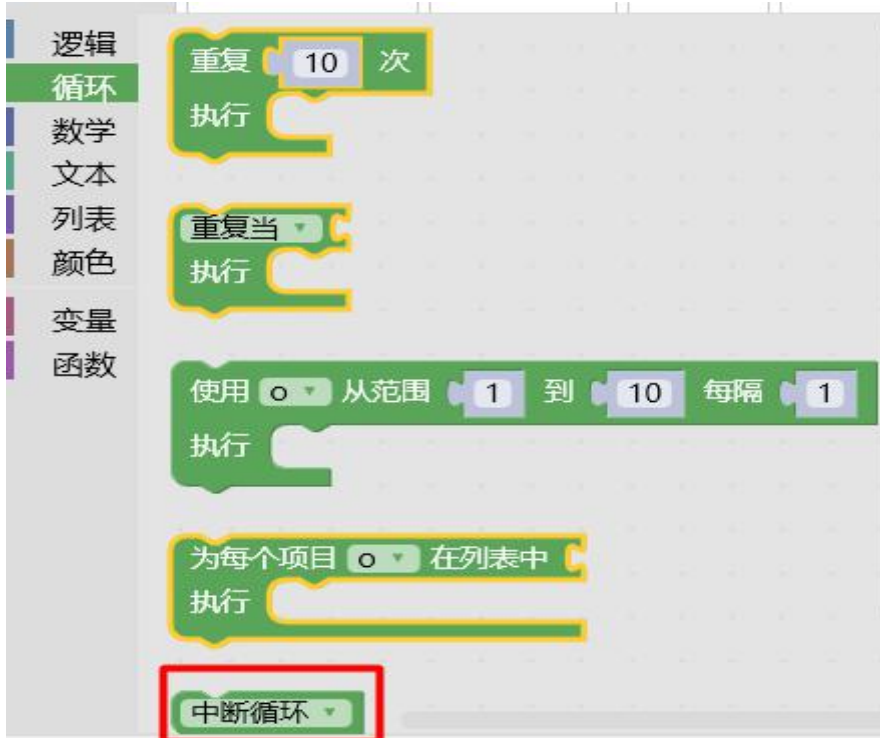 逻辑
循环
数学
文本
列表
颜色
变量
函数
重复 10 次
执行
重复当
执行
使用 o 从范围 1 到 10 每隔 1
执行
为每个项目 o 在列表中
执行
中断循环